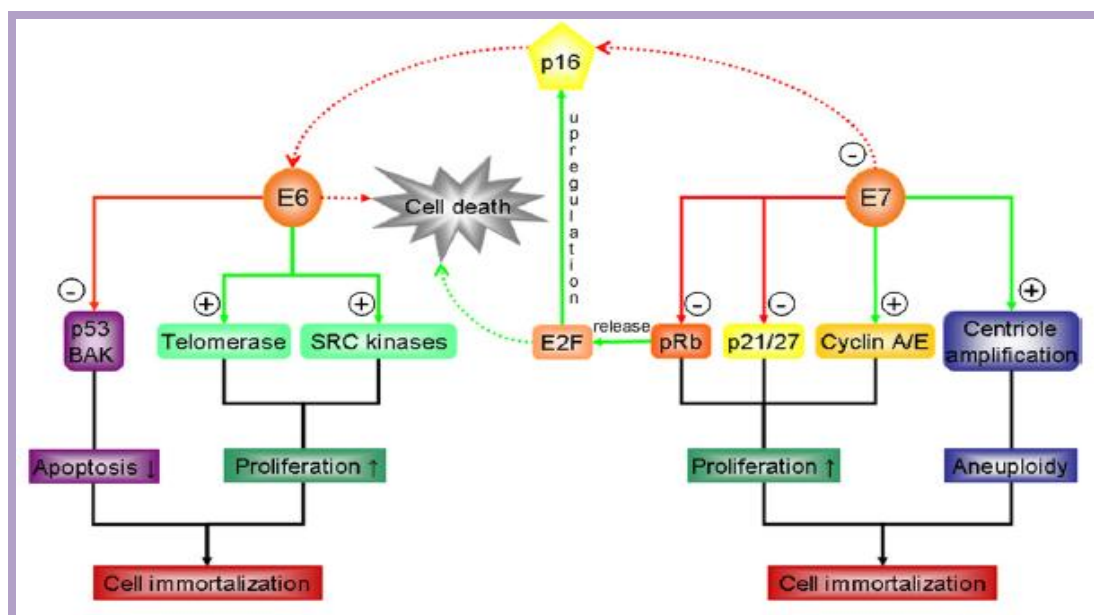 p16
upregulation
E6
Cell death
E7
-
-
+
+
-
-
+
+
p53
BAK
Telomerase
SRC kinases
E2F
release
pRb
p21/27
Cyclin A/E
Centriole
amplification
Apoptosis ↓
Proliferation ↑
Proliferation ↑
Aneuploidy
Cell immortalization
Cell immortalization